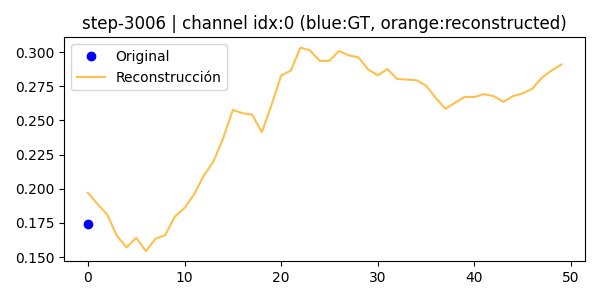 step-3006 | channel idx:0 (blue:GT, orange:reconstructed)
Original
Reconstrucción
0.300
0.275
0.250
0.225
0.200
0.175
0.150
0 10 20 30 40 50